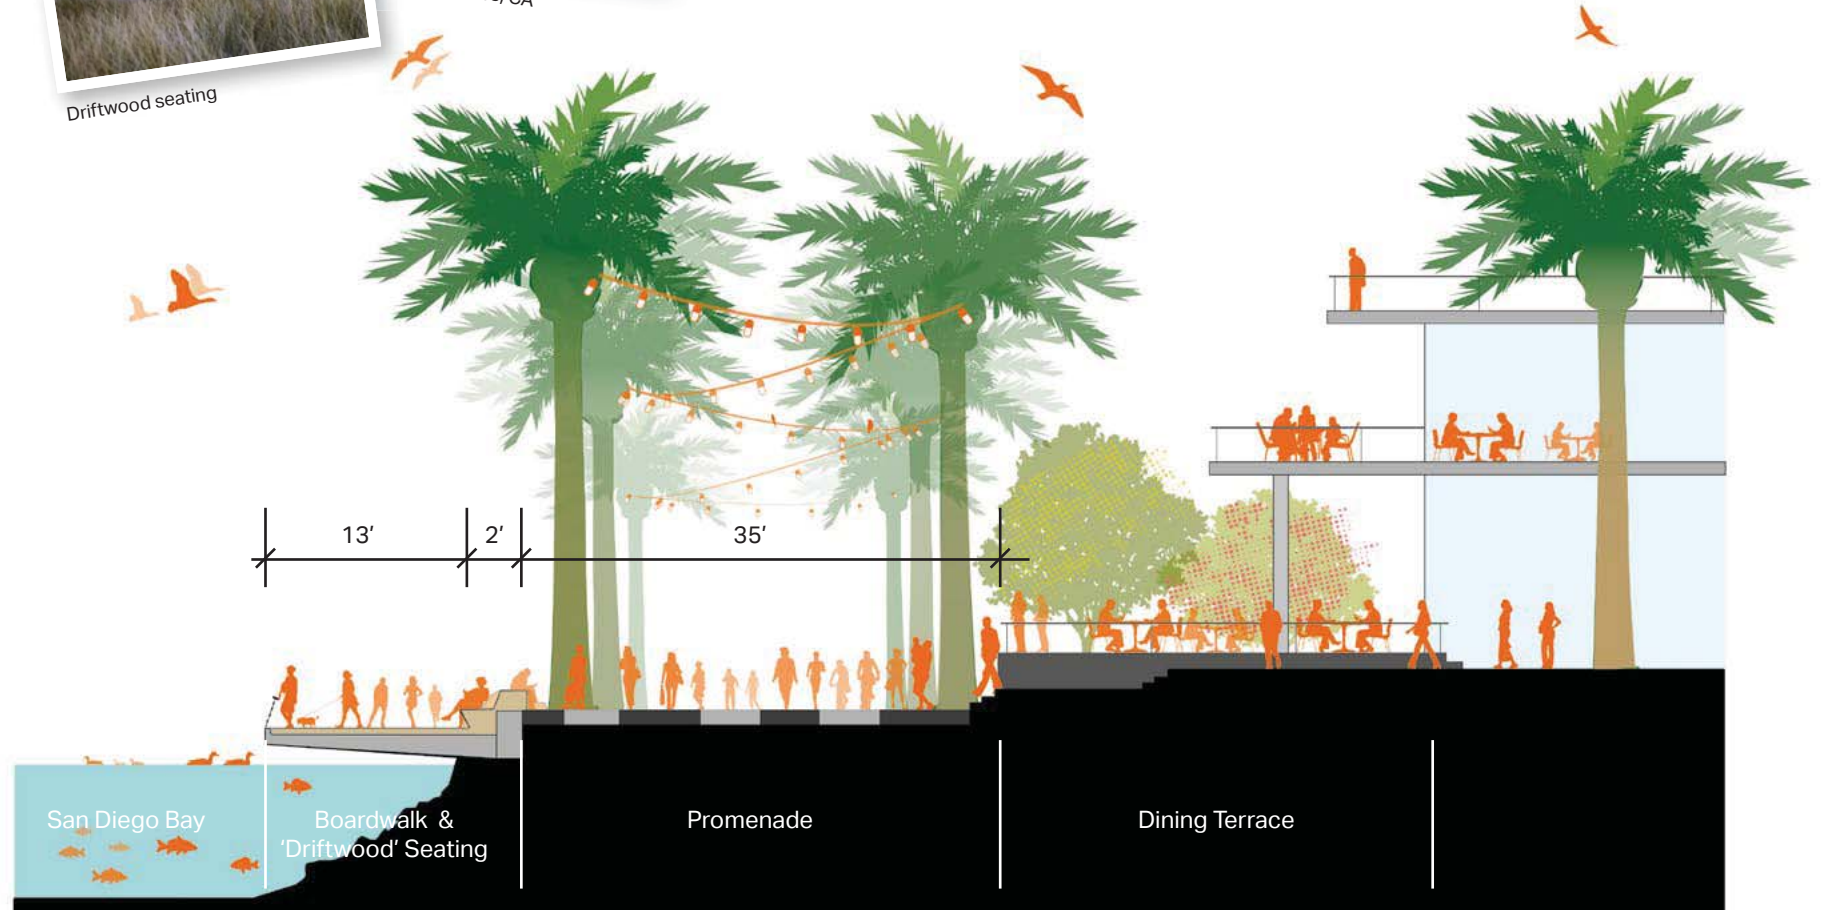 Driftwood seating
13'
2'
35'
San Diego Bay
Boardwalk &
'Driftwood' Seating
Promenade
Dining Terrace